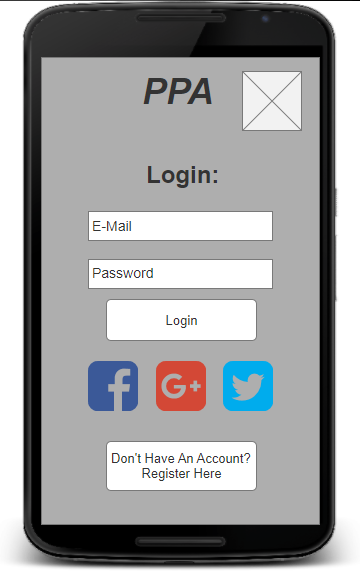 PPA
Login:
E-Mail
Password
Login
f G+
Don't Have An Account?
Register Here